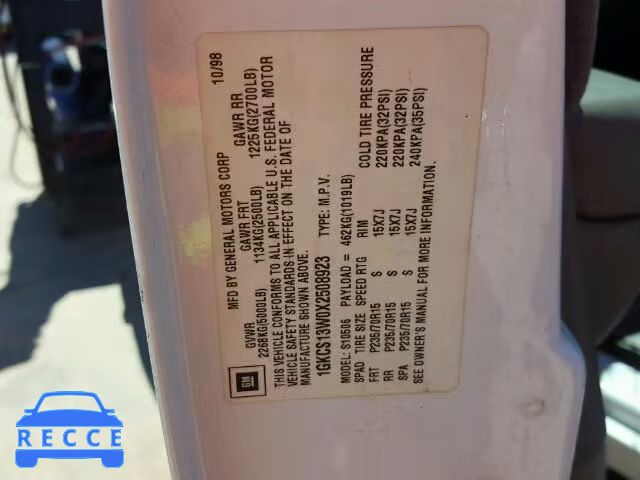 MFD BY GENERAL MOTORS CORP 10/98
GVWR GAWR FRT GAWR RR
2268KG(5000LB) 1134KG(2500LB) 1225KG(2700LB)
THIS VEHICLE CONFORMS TO ALL APPLICABLE U.S. FEDERAL MOTOR
VEHICLE SAFETY STANDARDS IN EFFECT ON THE DATE OF
MANUFACTURE SHOWN ABOVE.
1GKCS13W0X2508923 TYPE: M.P.V.
MODEL: S10506 PAYLOAD = 462KG(1019LB)
SPAD TIRE SIZE SPEED RTG RIM COLD TIRE PRESSURE
FRT P235/70R15 S 15X7J 220KPA(32PSI)
RR P235/70R15 S 15X7J 220KPA(32PSI)
SPA P235/70R15 S 15X7J 240KPA(35PSI)
SEE OWNER'S MANUAL FOR MORE INFORMATION.
GM
RECCE